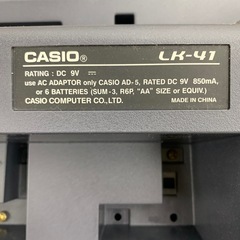 CASIO® LK-41
RATING : DC 9V ⎓
use AC ADAPTOR only CASIO AD-5, RATED DC 9V 850mA,
or 6 BATTERIES (SUM-3, R6P, "AA" SIZE or EQUIV.)
CASIO COMPUTER CO.,LTD. MADE IN CHINA